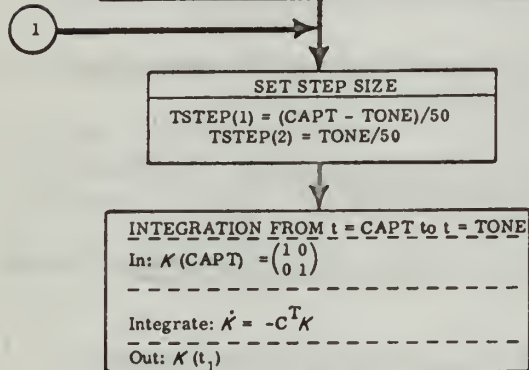 1
SET STEP SIZE
TSTEP(1) = (CAPT - TONE)/50
TSTEP(2) = TONE/50
INTEGRATION FROM t = CAPT to t = TONE
In: K (CAPT) = (1 0
0 1)
Integrate: K̇ = -CᵀK
Out: K (t₁)